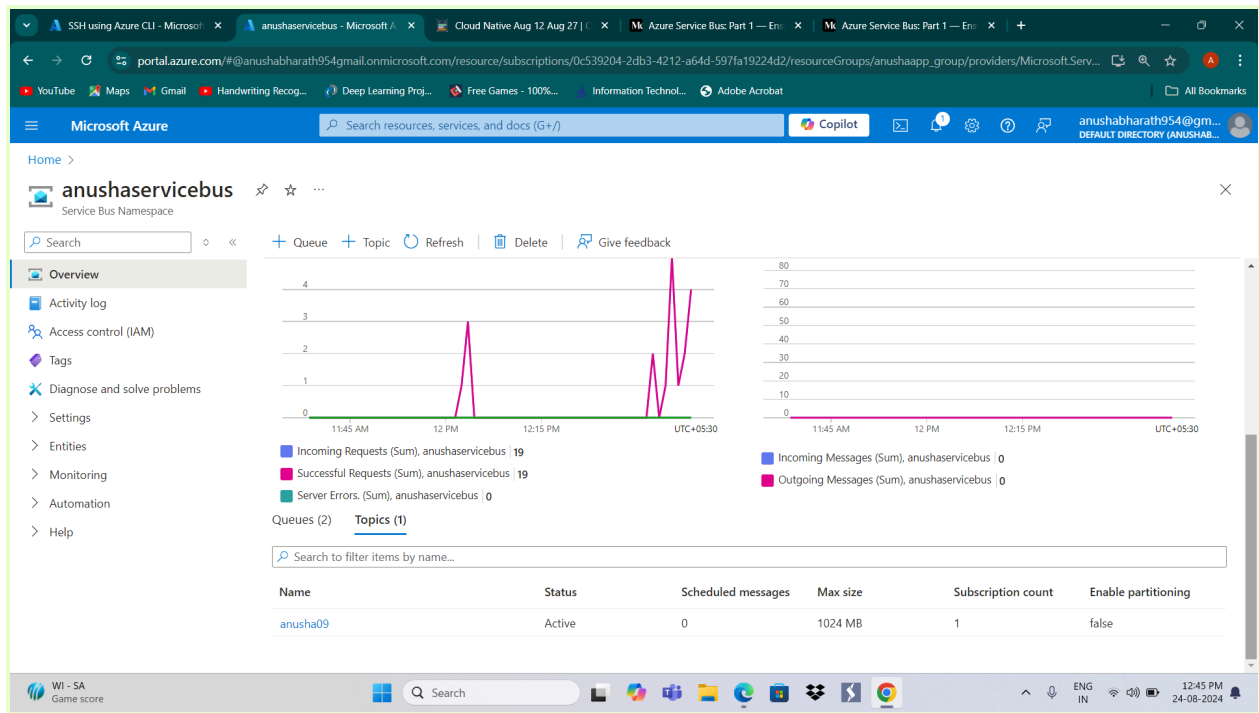 SSH using Azure CLI - Microsof
anushaservicebus - Microsoft A
Cloud Native Aug 12 Aug 27 | C
Azure Service Bus: Part 1 — Ens
Azure Service Bus: Part 1 — Ens
portal.azure.com/#@anushabharath954gmail.onmicrosoft.com/resource/subscriptions/0c539204-2db3-4212-a64d-597fa19224d2/resourceGroups/anushaapp_group/providers/Microsoft.Serv...
A
YouTube Maps Gmail Handwriting Recog... Deep Learning Proj... Free Games - 100%... Information Technol... Adobe Acrobat All Bookmarks
Microsoft Azure
Search resources, services, and docs (G+/)
Copilot
1
anushabharath954@gm...
DEFAULT DIRECTORY (ANUSHAB...
Home >
anushaservicebus
Service Bus Namespace
Search
Queue Topic Refresh Delete Give feedback
Overview
Activity log
Access control (IAM)
Tags
Diagnose and solve problems
Settings
Entities
Monitoring
Automation
Help
4
3
2
1
0
11:45 AM 12 PM 12:15 PM UTC+05:30
Incoming Requests (Sum), anushaservicebus 19
Successful Requests (Sum), anushaservicebus 19
Server Errors. (Sum), anushaservicebus 0
80
70
60
50
40
30
20
10
0
11:45 AM 12 PM 12:15 PM UTC+05:30
Incoming Messages (Sum), anushaservicebus 0
Outgoing Messages (Sum), anushaservicebus 0
Queues (2) Topics (1)
Search to filter items by name...
Name Status Scheduled messages Max size Subscription count Enable partitioning
anusha09 Active 0 1024 MB 1 false
WI - SA
Game score
Search
ENG
IN
12:45 PM
24-08-2024